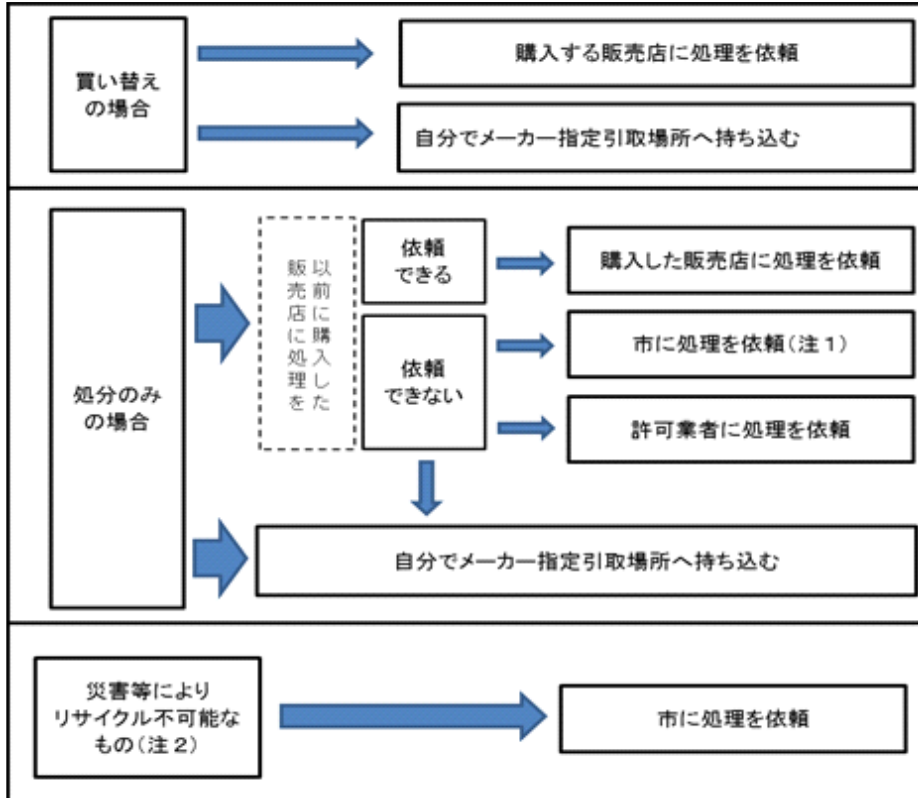 買い替え
の場合
購入する販売店に処理を依頼
自分でメーカー指定引取場所へ持ち込む
処分のみ
の場合
以前に購入した
販売店に処理を
依頼
できる
購入した販売店に処理を依頼
依頼
できない
市に処理を依頼(注1)
許可業者に処理を依頼
自分でメーカー指定引取場所へ持ち込む
災害等により
リサイクル不可能な
もの(注2)
市に処理を依頼